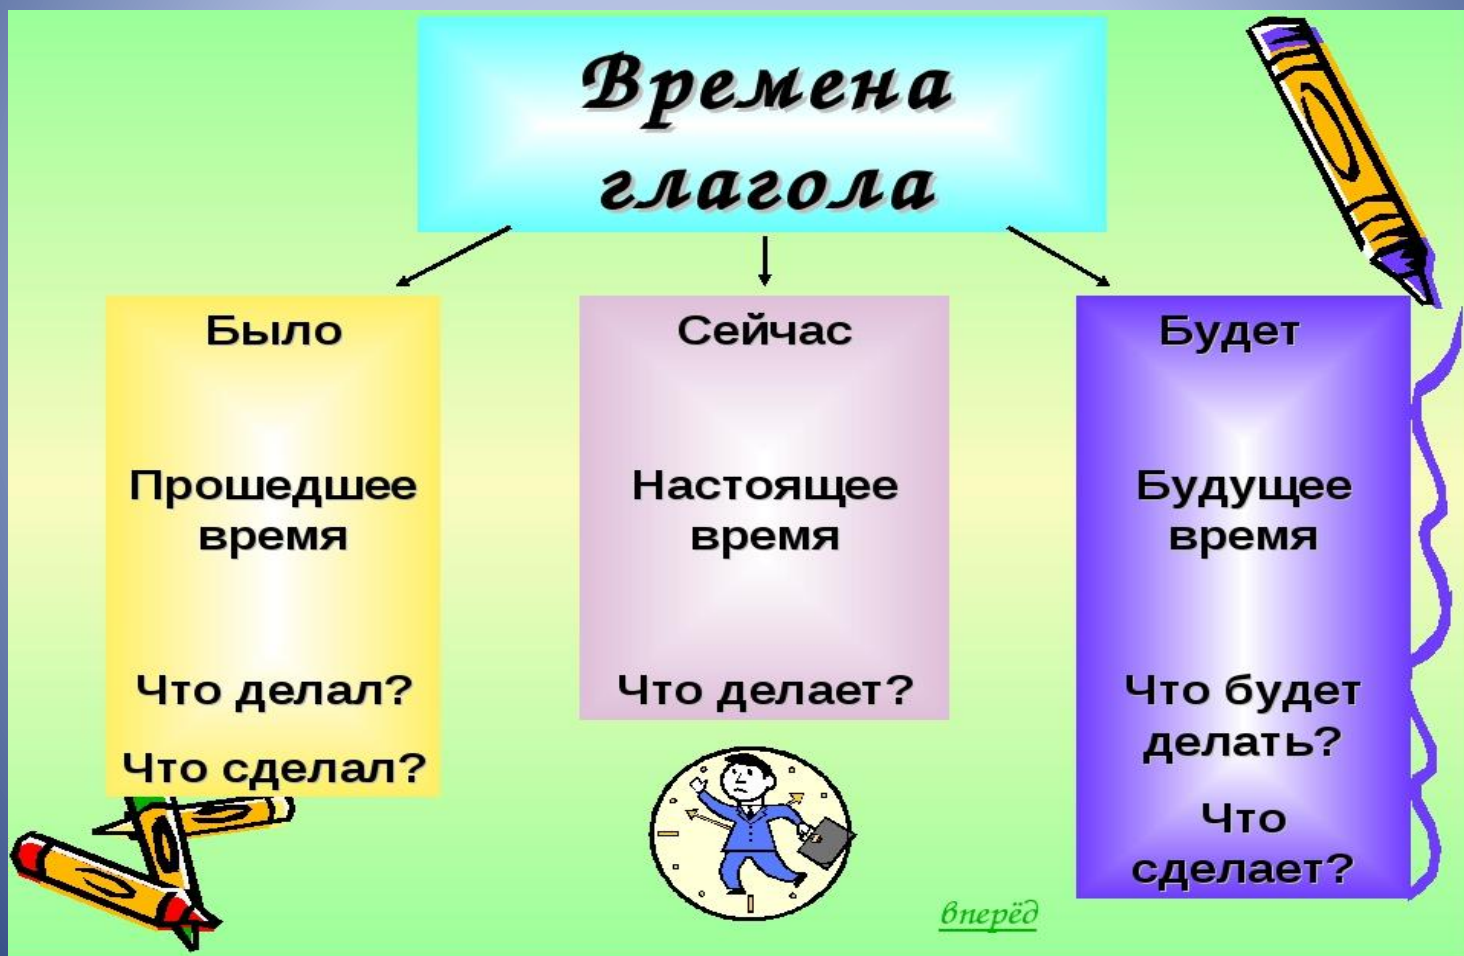 Времена
глагола
Было
Прошедшее
время
Что делал?
Что сделал?
Сейчас
Настоящее
время
Что делает?
Будет
Будущее
время
Что будет
делать?
Что
сделает?
вперёд